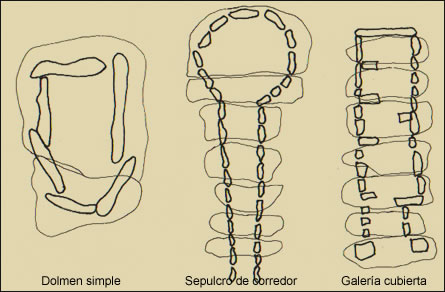 Dolmen simple
Sepulcro de corredor
Galería cubierta